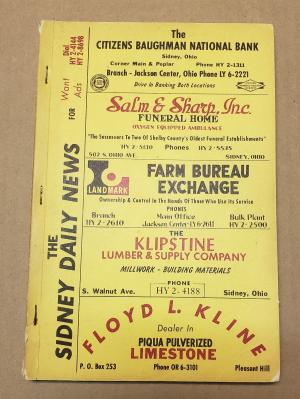 THE
SIDNEY DAILY NEWS
FOR
Want
Ads
Dial
HY 2-4144
HY 2-8698
The
CITIZENS BAUGHMAN NATIONAL BANK
Sidney, Ohio
Corner Main & Poplar Phone HY 2-1311
Branch - Jackson Center, Ohio Phone LY 6-2221
Drive In Banking Both Locations
Salm & Sharp, Inc.
FUNERAL HOME
OXYGEN EQUIPPED AMBULANCE
"The Successors To Two Of Shelby County's Oldest Funeral Establishments"
HY 2-5110 Phones HY 2-5535
502 S. OHIO AVE. SIDNEY, OHIO
LANDMARK
FARM BUREAU
EXCHANGE
Ownership & Control In The Hands Of Those Who Use Its Service
PHONES
Branch Main Office Bulk Plant
HY 2-2610 Jackson Center-LY 6-2611 HY 2-2500
THE
KLIPSTINE
LUMBER & SUPPLY COMPANY
MILLWORK - BUILDING MATERIALS
PHONE
S. Walnut Ave. HY 2-4188 Sidney, Ohio
FLOYD L. KLINE
Dealer In
PIQUA PULVERIZED
LIMESTONE
P. O. Box 253 Phone OR 6-3101 Pleasant Hill